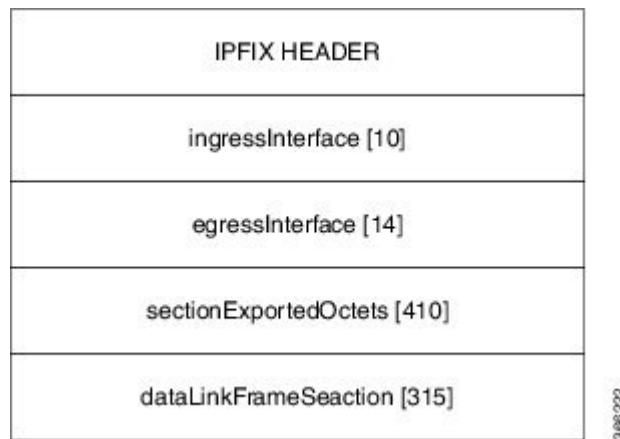 IPFIX HEADER
ingressInterface [10]
egressInterface [14]
sectionExportedOctets [410]
dataLinkFrameSeaction [315]